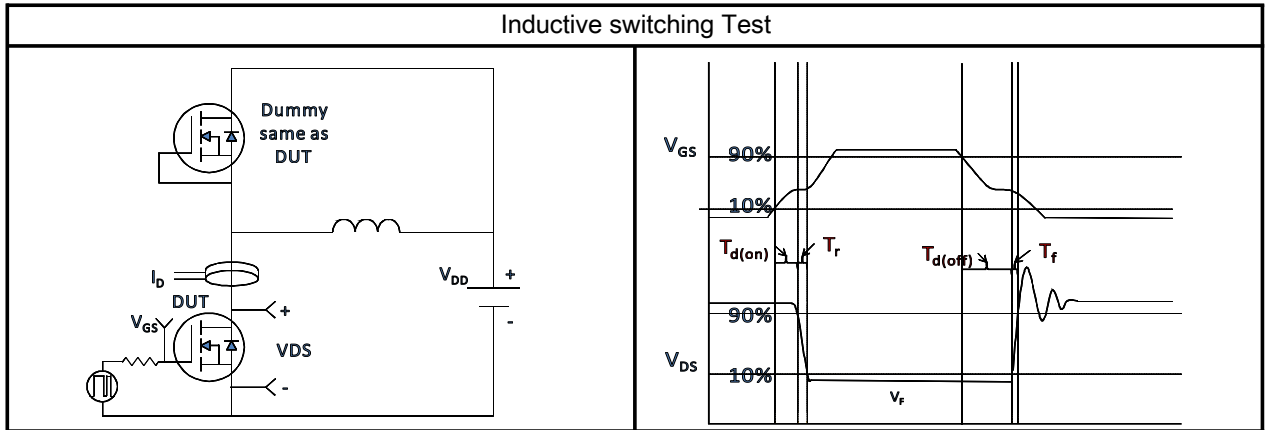 Inductive switching Test
Dummy
same as
DUT
I_D
DUT
V_GS
+
VDS
-
V_DD
+
-
V_GS
90%
10%
T_d(on)
T_r
T_d(off)
T_f
90%
V_DS
10%
V_F